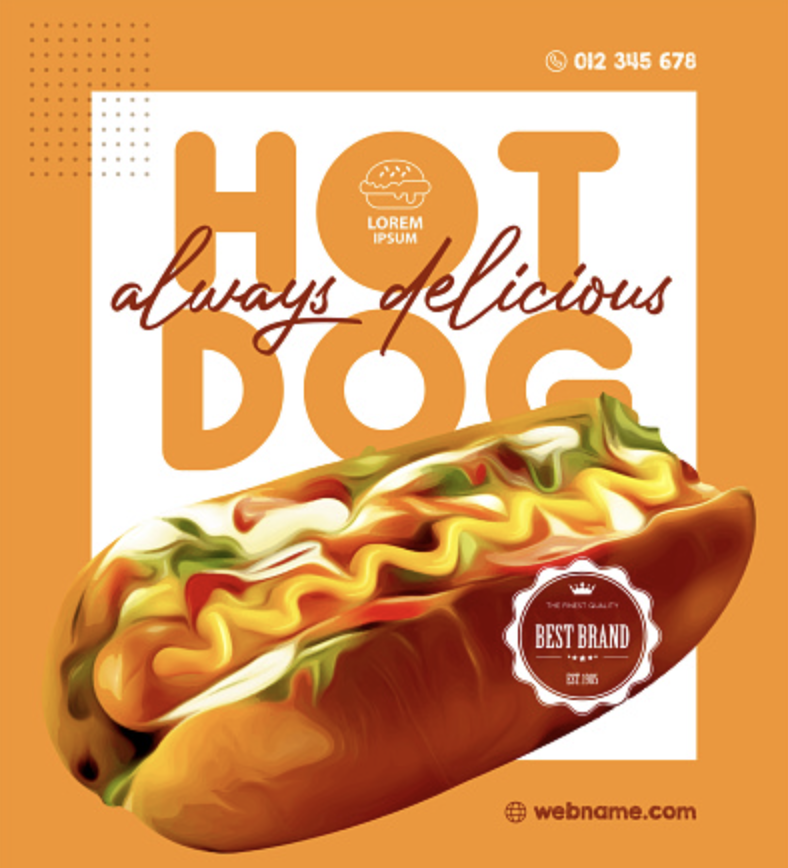 012 345 678
HOT
LOREM
IPSUM
always delicious
DOG
THE FINEST QUALITY
BEST BRAND
EST.1985
webname.com